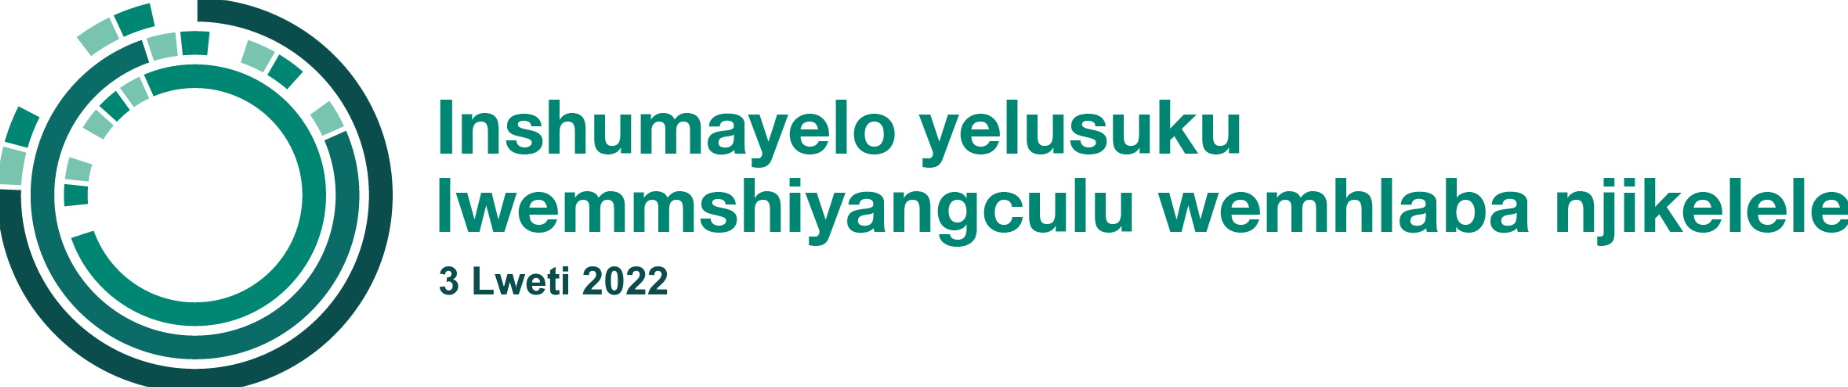 Inshumayelo yelusuku
lwemmshiyangculu wemhlaba njikelele
3 Lweti 2022